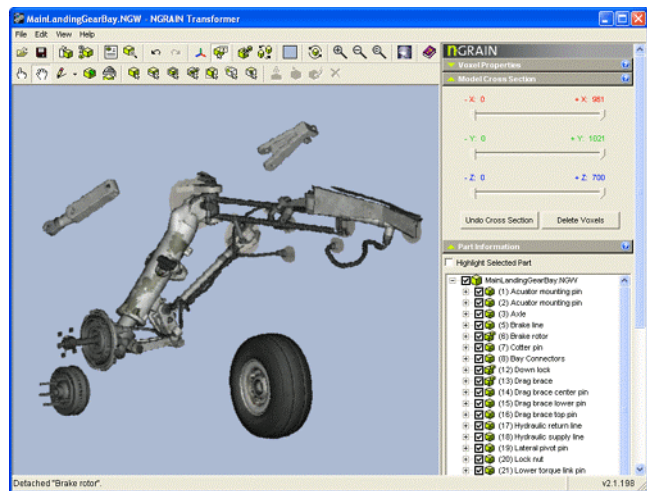 MainLandingGearBay.NGW - NGRAIN Transformer
File Edit View Help
NGRAIN
Voxel Properties
Model Cross Section
- X: 0 + X: 981
- Y: 0 + Y: 1021
- Z: 0 + Z: 700
Undo Cross Section Delete Voxels
Part Information
Highlight Selected Part
MainLandingGearBay.NGW
(1) Acuator mounting pin
(2) Acuator mounting pin
(3) Axle
(5) Brake line
(6) Brake rotor
(7) Cotter pin
(8) Bay Connectors
(12) Down lock
(13) Drag brace
(14) Drag brace center pin
(15) Drag brace lower pin
(16) Drag brace top pin
(17) Hydraulic return line
(18) Hydraulic supply line
(19) Lateral pivot pin
(20) Lock nut
(21) Lower torque link pin
Detached "Brake rotor". v2.1.198